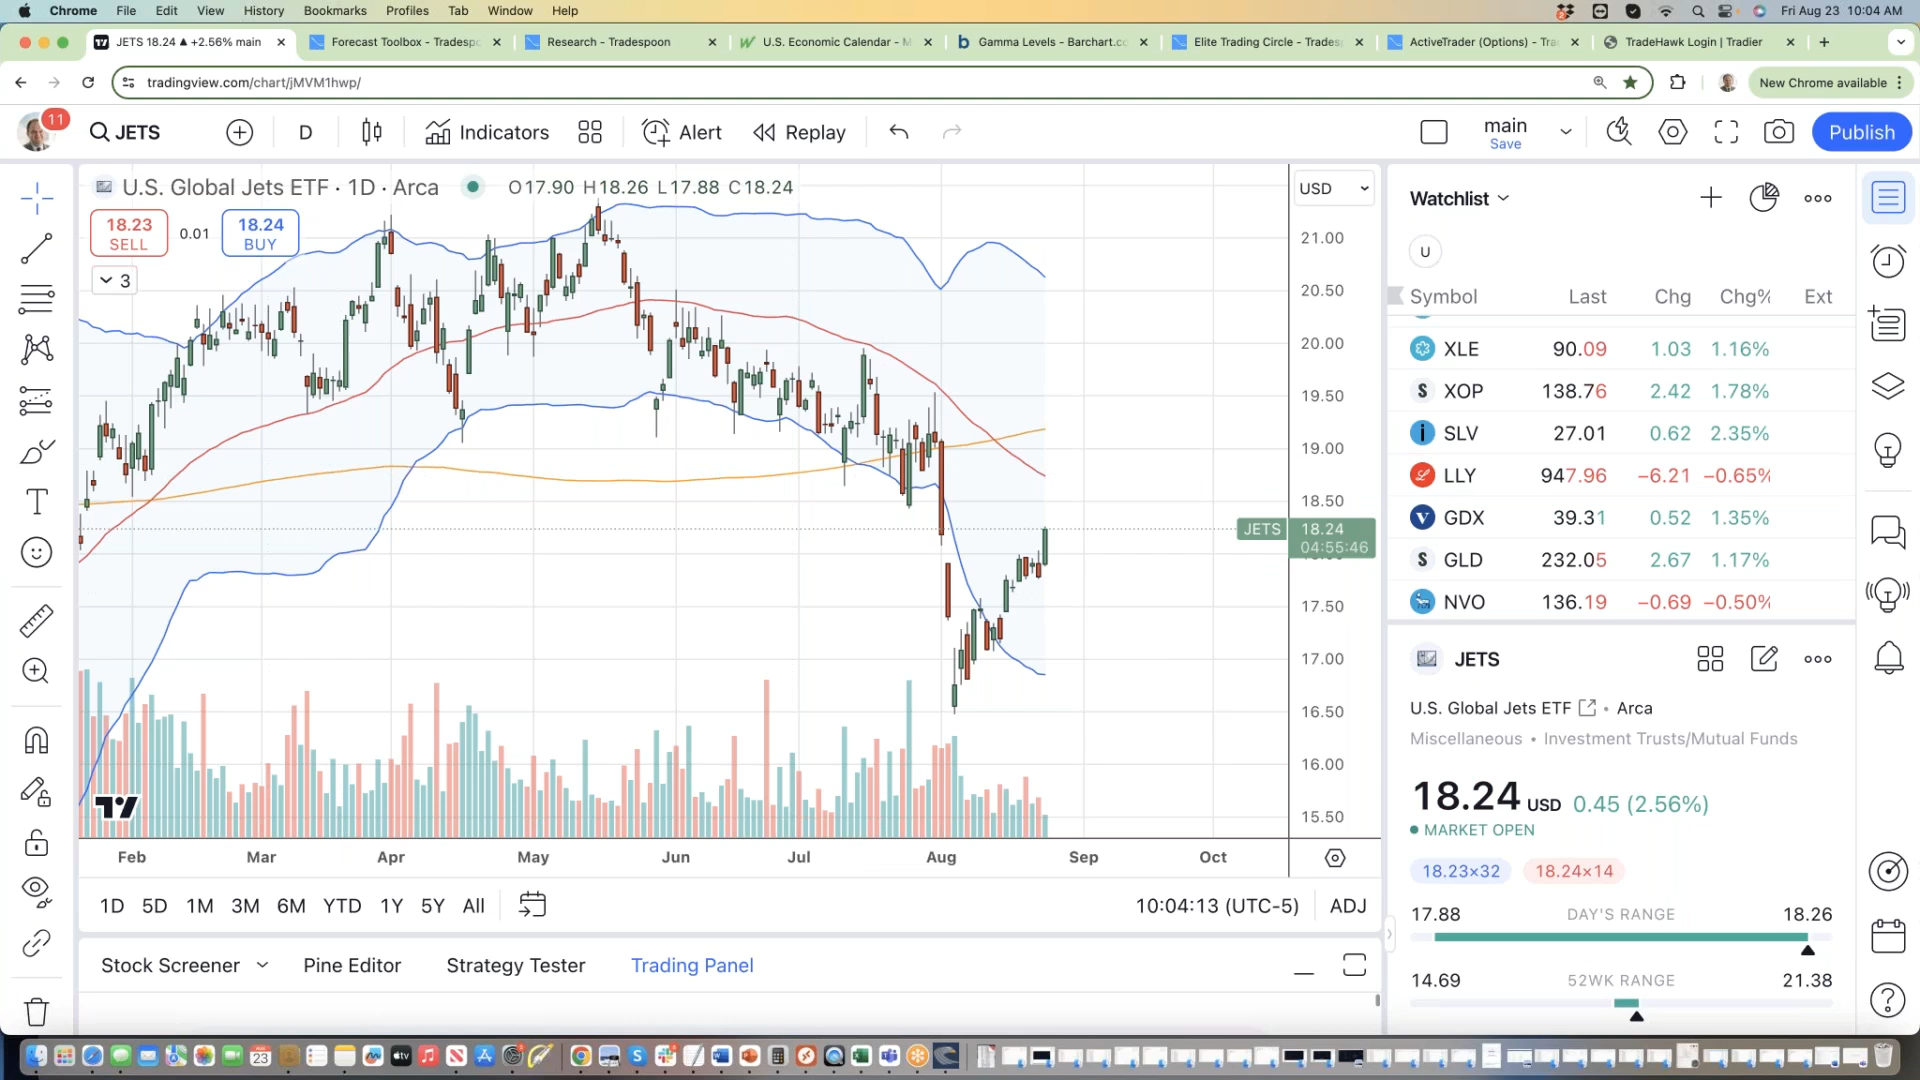 Chrome File Edit View History Bookmarks Profiles Tab Window Help Fri Aug 23 10:04 AM
JETS 18.24 ▲ +2.56% main
Forecast Toolbox - Tradespo
Research - Tradespoon
U.S. Economic Calendar - M
Gamma Levels - Barchart.co
Elite Trading Circle - Trades
ActiveTrader (Options) - Tra
TradeHawk Login | Tradier
tradingview.com/chart/jMVM1hwp/
New Chrome available
11
JETS
D
Indicators
Alert
Replay
main
Save
Publish
U.S. Global Jets ETF · 1D · Arca
O17.90 H18.26 L17.88 C18.24
USD
18.23
SELL
0.01
18.24
BUY
3
21.00
20.50
20.00
19.50
19.00
18.50
JETS
18.24
04:55:46
17.50
17.00
16.50
16.00
15.50
Feb Mar Apr May Jun Jul Aug Sep Oct
1D 5D 1M 3M 6M YTD 1Y 5Y All
10:04:13 (UTC-5) ADJ
Stock Screener
Pine Editor
Strategy Tester
Trading Panel
Watchlist
U
Symbol Last Chg Chg% Ext
XLE 90.09 1.03 1.16%
XOP 138.76 2.42 1.78%
SLV 27.01 0.62 2.35%
LLY 947.96 −6.21 −0.65%
GDX 39.31 0.52 1.35%
GLD 232.05 2.67 1.17%
NVO 136.19 −0.69 −0.50%
JETS
U.S. Global Jets ETF • Arca
Miscellaneous • Investment Trusts/Mutual Funds
18.24 USD 0.45 (2.56%)
MARKET OPEN
18.23×32
18.24×14
17.88 DAY'S RANGE 18.26
14.69 52WK RANGE 21.38